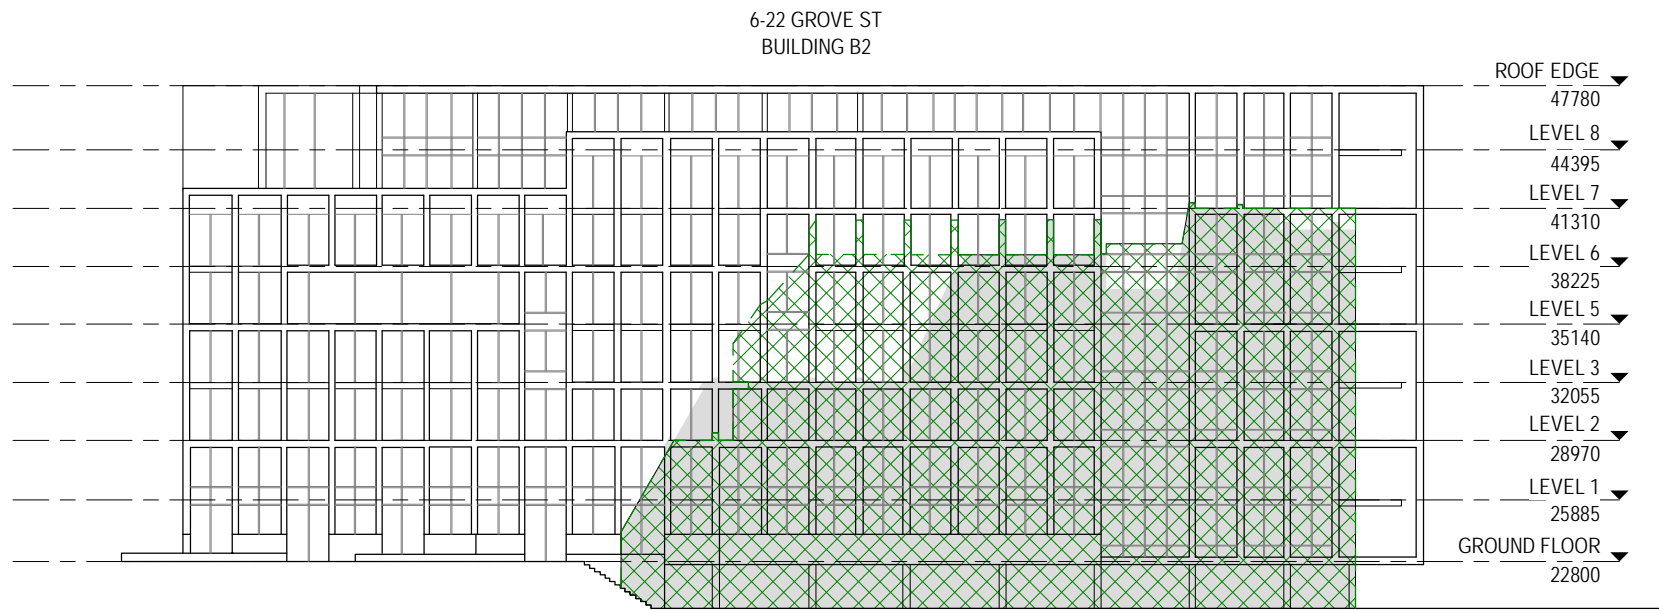 6-22 GROVE ST
BUILDING B2
ROOF EDGE
47780
LEVEL 8
44395
LEVEL 7
41310
LEVEL 6
38225
LEVEL 5
35140
LEVEL 3
32055
LEVEL 2
28970
LEVEL 1
25885
GROUND FLOOR
22800